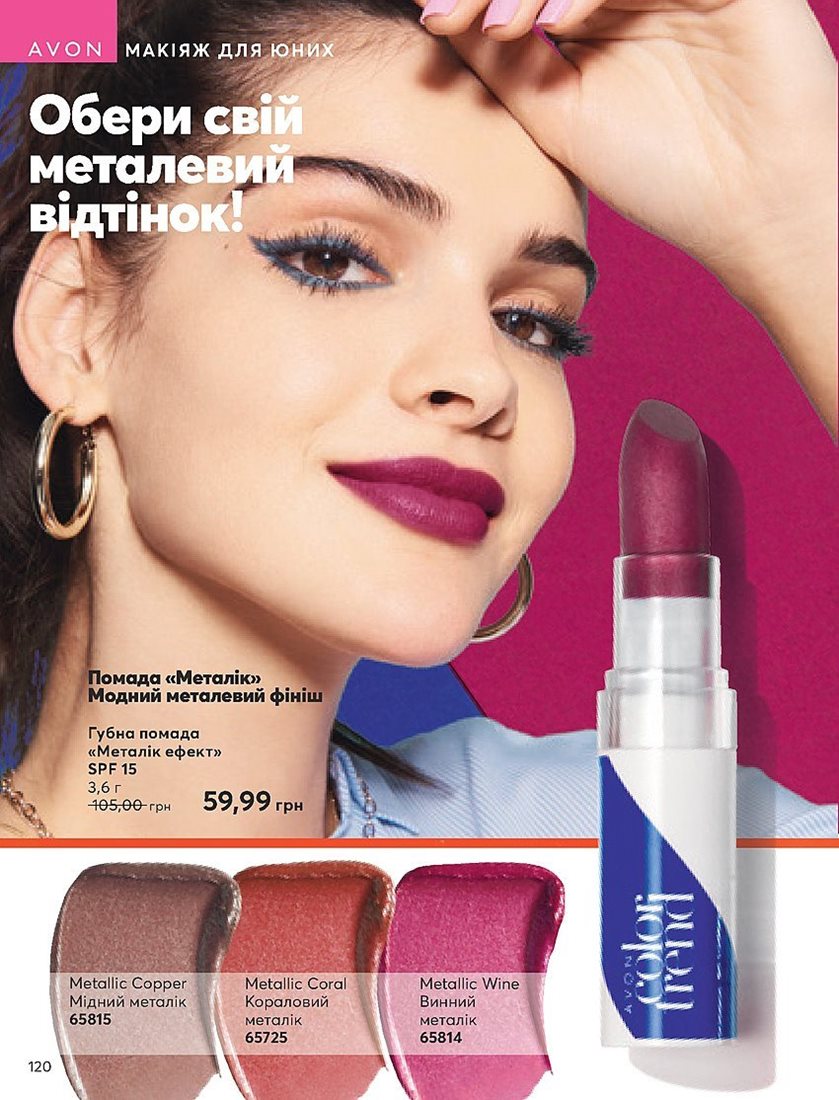 AVON МАКІЯЖ ДЛЯ ЮНИХ
Обери свій
металевий
відтінок!
Помада «Металік»
Модний металевий фініш
Губна помада
«Металік ефект»
SPF 15
3,6 г
105,00 грн 59,99 грн
color
trend
AVON
Metallic Copper
Мідний металік
65815
Metallic Coral
Кораловий
металік
65725
Metallic Wine
Винний
металік
65814
120